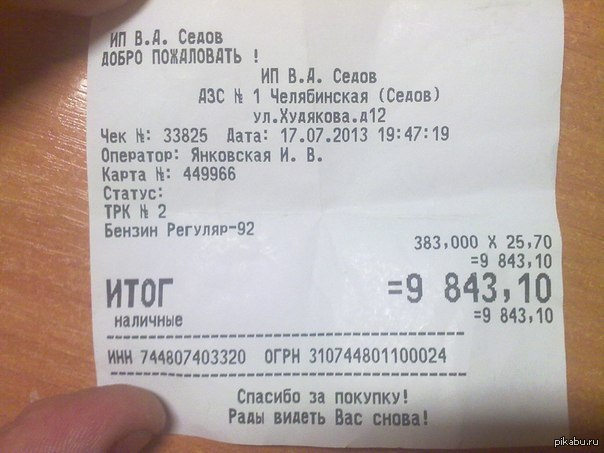 ИП В.А. Седов
ДОБРО ПОЖАЛОВАТЬ !
ИП В.А. Седов
АЗС № 1 Челябинская (Седов)
ул.Худякова.д12
Чек №: 33825 Дата: 17.07.2013 19:47:19
Оператор: Янковская И. В.
Карта №: 449966
Статус:
ТРК № 2
Бензин Регуляр-92
383,000 X 25,70
=9 843,10
ИТОГ =9 843,10
наличные =9 843,10
ИНН 744807403320 ОГРН 310744801100024
Спасибо за покупку!
Рады видеть Вас снова!
pikabu.ru